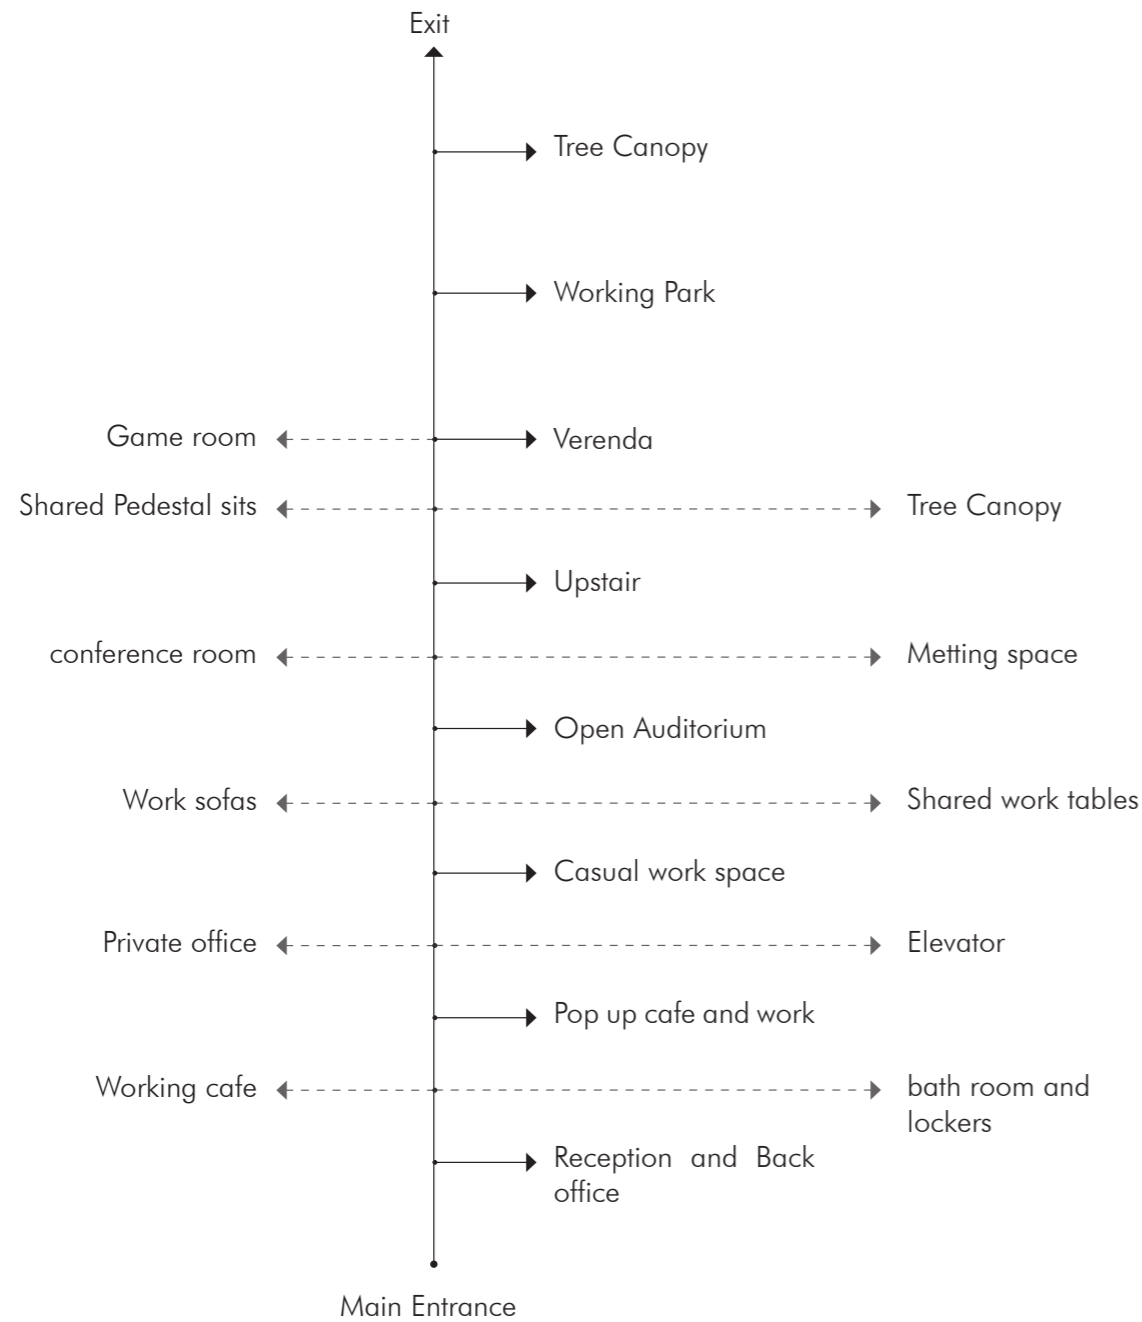 Exit
Tree Canopy
Working Park
Game room
Verenda
Shared Pedestal sits
Tree Canopy
Upstair
conference room
Metting space
Open Auditorium
Work sofas
Shared work tables
Casual work space
Private office
Elevator
Pop up cafe and work
Working cafe
bath room and
lockers
Reception and Back
office
Main Entrance